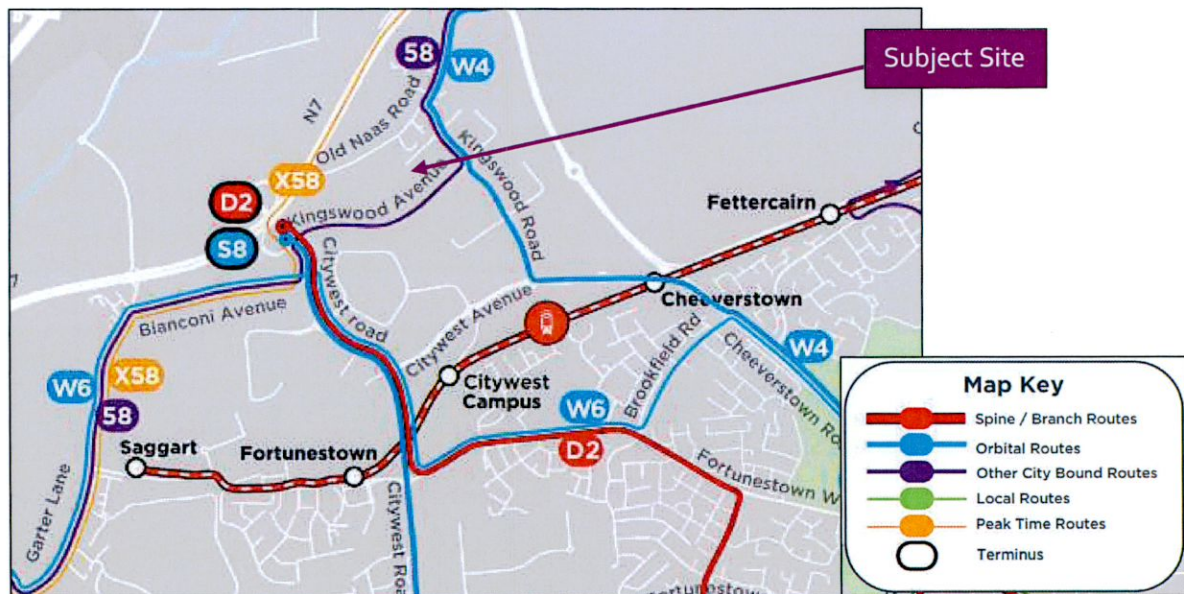 Subject Site
58
W4
N7
Old Naas Road
X58
Kingswood Avenue
Kingswood Road
D2
S8
Fettercairn
Citywest road
Bianconi Avenue
Citywest Avenue
Cheeverstown
W4
W6
X58
58
Citywest
Campus
Brookfield Rd
Cheeverstown Ro
W6
D2
Saggart
Fortunestown
Garter Lane
Citywest Roa
Fortunestown W
Fortunestown
Map Key
Spine / Branch Routes
Orbital Routes
Other City Bound Routes
Local Routes
Peak Time Routes
Terminus